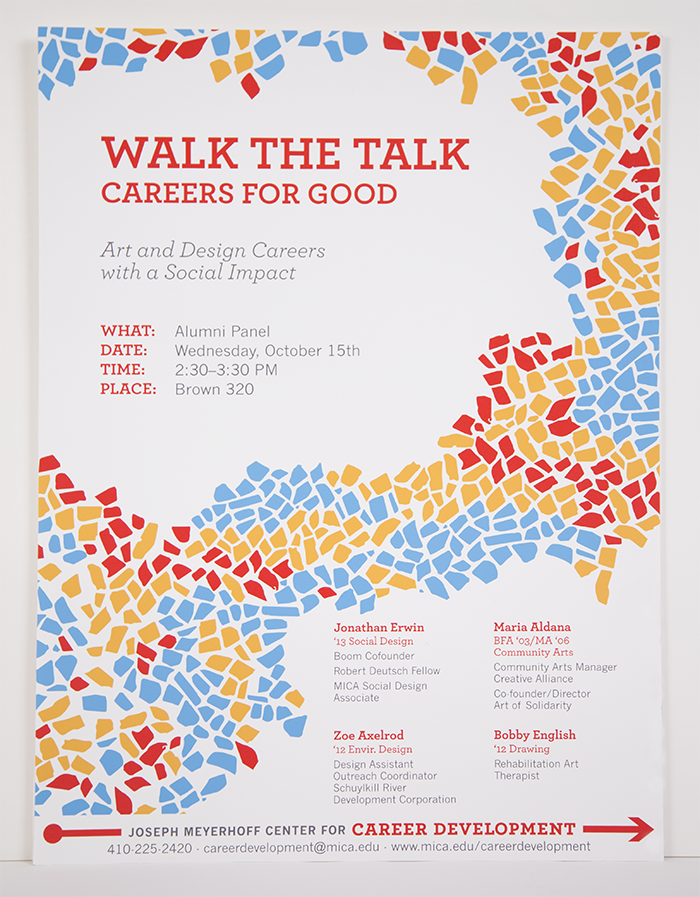 WALK THE TALK
CAREERS FOR GOOD
Art and Design Careers
with a Social Impact
WHAT: Alumni Panel
DATE: Wednesday, October 15th
TIME: 2:30–3:30 PM
PLACE: Brown 320
Jonathan Erwin
‘13 Social Design
Boom Cofounder
Robert Deutsch Fellow
MICA Social Design
Associate
Maria Aldana
BFA ‘03/MA ‘06
Community Arts
Community Arts Manager
Creative Alliance
Co-founder/Director
Art of Solidarity
Zoe Axelrod
‘12 Envir. Design
Design Assistant
Outreach Coordinator
Schuylkill River
Development Corporation
Bobby English
‘12 Drawing
Rehabilitation Art
Therapist
JOSEPH MEYERHOFF CENTER FOR CAREER DEVELOPMENT
410-225-2420 · careerdevelopment@mica.edu · www.mica.edu/careerdevelopment